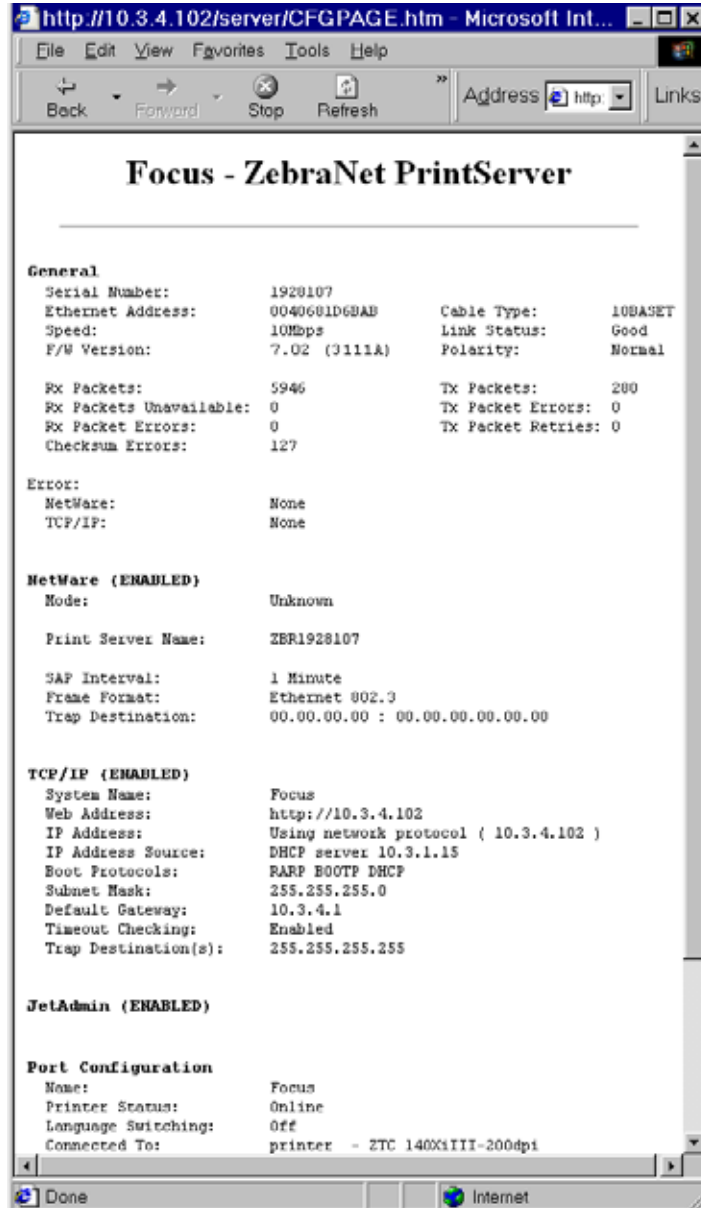 http://10.3.4.102/server/CFGPAGE.htm - Microsoft Int...
File Edit View Favorites Tools Help
Back Forward Stop Refresh » Address http: Links
Focus - ZebraNet PrintServer
General
Serial Number: 1928107
Ethernet Address: 0040681D6BAB Cable Type: 10BASET
Speed: 10Mbps Link Status: Good
F/W Version: 7.02 (3111A) Polarity: Normal
Rx Packets: 5946 Tx Packets: 280
Rx Packets Unavailable: 0 Tx Packet Errors: 0
Rx Packet Errors: 0 Tx Packet Retries: 0
Checksum Errors: 127
Error:
NetWare: None
TCP/IP: None
NetWare (ENABLED)
Mode: Unknown
Print Server Name: ZBR1928107
SAP Interval: 1 Minute
Frame Format: Ethernet 802.3
Trap Destination: 00.00.00.00 : 00.00.00.00.00.00
TCP/IP (ENABLED)
System Name: Focus
Web Address: http://10.3.4.102
IP Address: Using network protocol ( 10.3.4.102 )
IP Address Source: DHCP server 10.3.1.15
Boot Protocols: RARP BOOTP DHCP
Subnet Mask: 255.255.255.0
Default Gateway: 10.3.4.1
Timeout Checking: Enabled
Trap Destination(s): 255.255.255.255
JetAdmin (ENABLED)
Port Configuration
Name: Focus
Printer Status: Online
Language Switching: Off
Connected To: printer - ZTC 140XiIII-200dpi
Done Internet